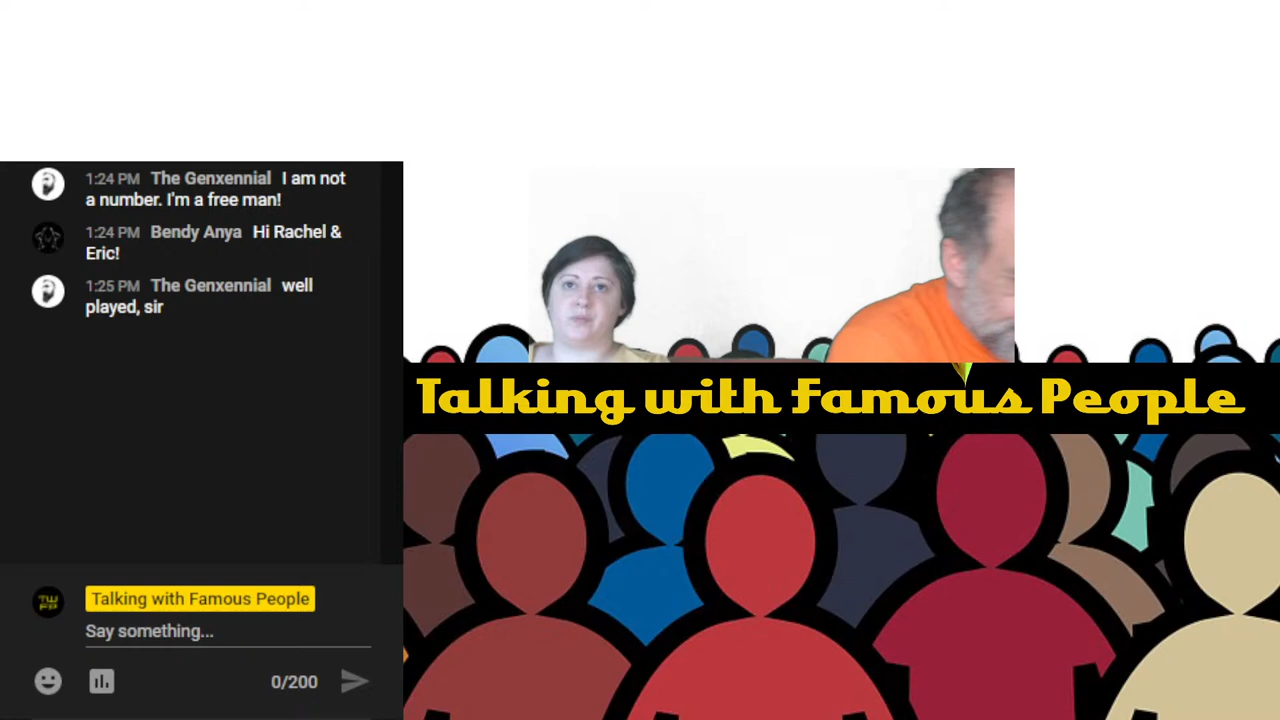 1:24 PM The Genxennial I am not
a number. I'm a free man!
1:24 PM Bendy Anya Hi Rachel &
Eric!
1:25 PM The Genxennial well
played, sir
Talking with Famous People
TW
FP
Talking with Famous People
Say something...
0/200